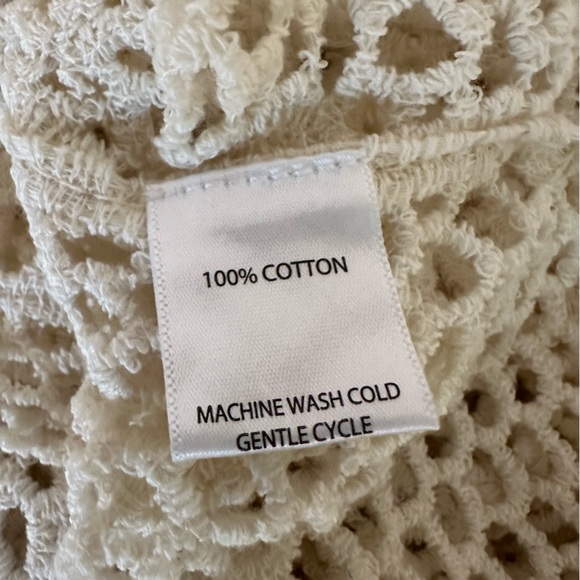 100% COTTON
MACHINE WASH COLD
GENTLE CYCLE